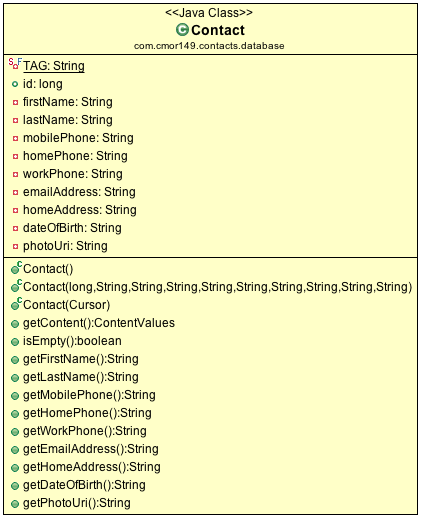 <<Java Class>>
Contact
com.cmor149.contacts.database
TAG: String
id: long
firstName: String
lastName: String
mobilePhone: String
homePhone: String
workPhone: String
emailAddress: String
homeAddress: String
dateOfBirth: String
photoUri: String
Contact()
Contact(long,String,String,String,String,String,String,String,String,String)
Contact(Cursor)
getContent():ContentValues
isEmpty():boolean
getFirstName():String
getLastName():String
getMobilePhone():String
getHomePhone():String
getWorkPhone():String
getEmailAddress():String
getHomeAddress():String
getDateOfBirth():String
getPhotoUri():String